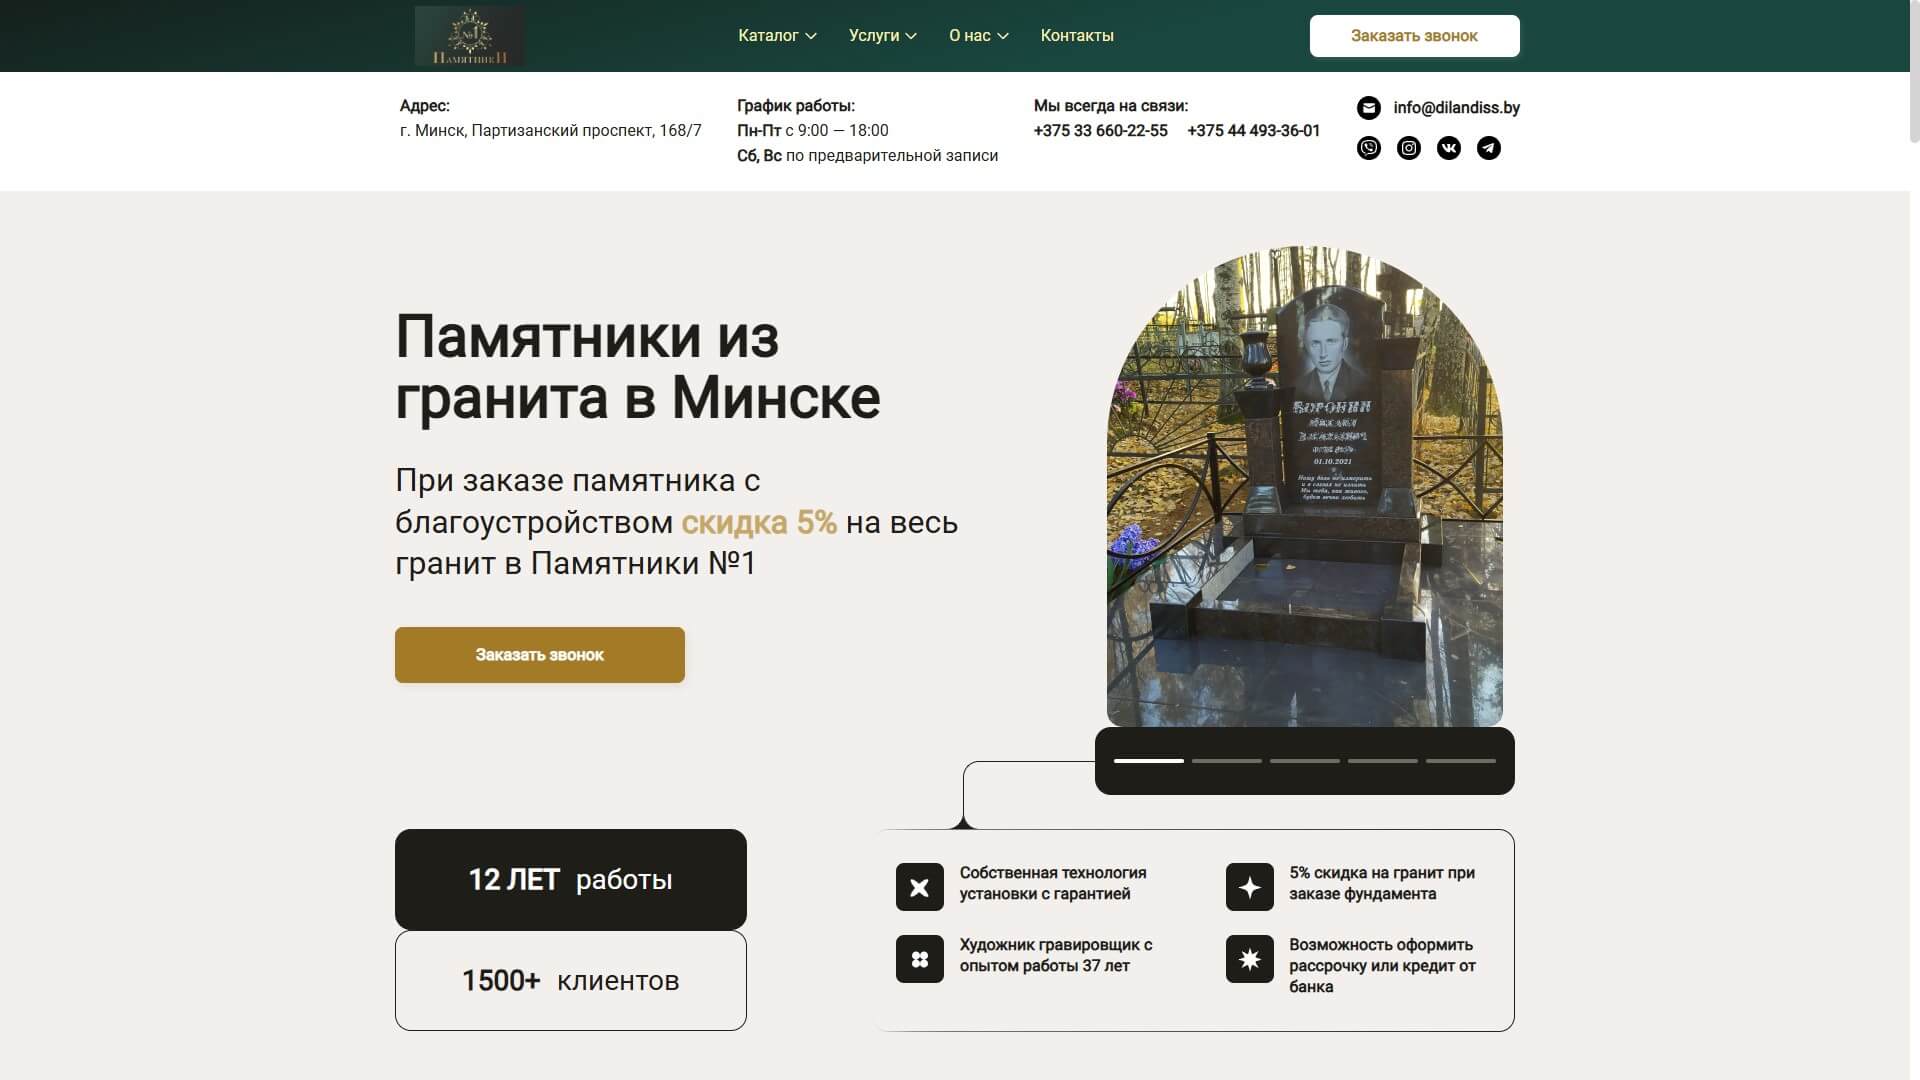 №1
ПАМЯТНИКИ
Каталог
Услуги
О нас
Контакты
Заказать звонок
Адрес:
г. Минск, Партизанский проспект, 168/7
График работы:
Пн-Пт с 9:00 — 18:00
Сб, Вс по предварительной записи
Мы всегда на связи:
+375 33 660-22-55 +375 44 493-36-01
info@dilandiss.by
Памятники из
гранита в Минске
При заказе памятника с
благоустройством скидка 5% на весь
гранит в Памятники №1
Заказать звонок
ВОРОНИН
01.10.2021
12 ЛЕТ работы
1500+ клиентов
Собственная технология
установки с гарантией
5% скидка на гранит при
заказе фундамента
Художник гравировщик с
опытом работы 37 лет
Возможность оформить
рассрочку или кредит от
банка